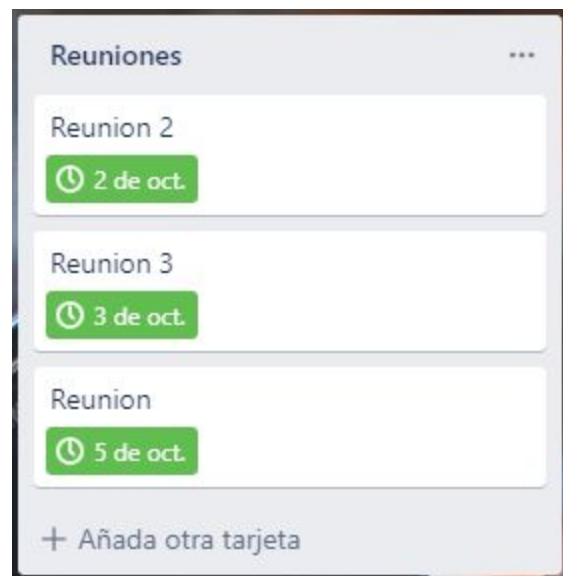 Reuniones
Reunion 2
2 de oct.
Reunion 3
3 de oct.
Reunion
5 de oct.
+ Añada otra tarjeta